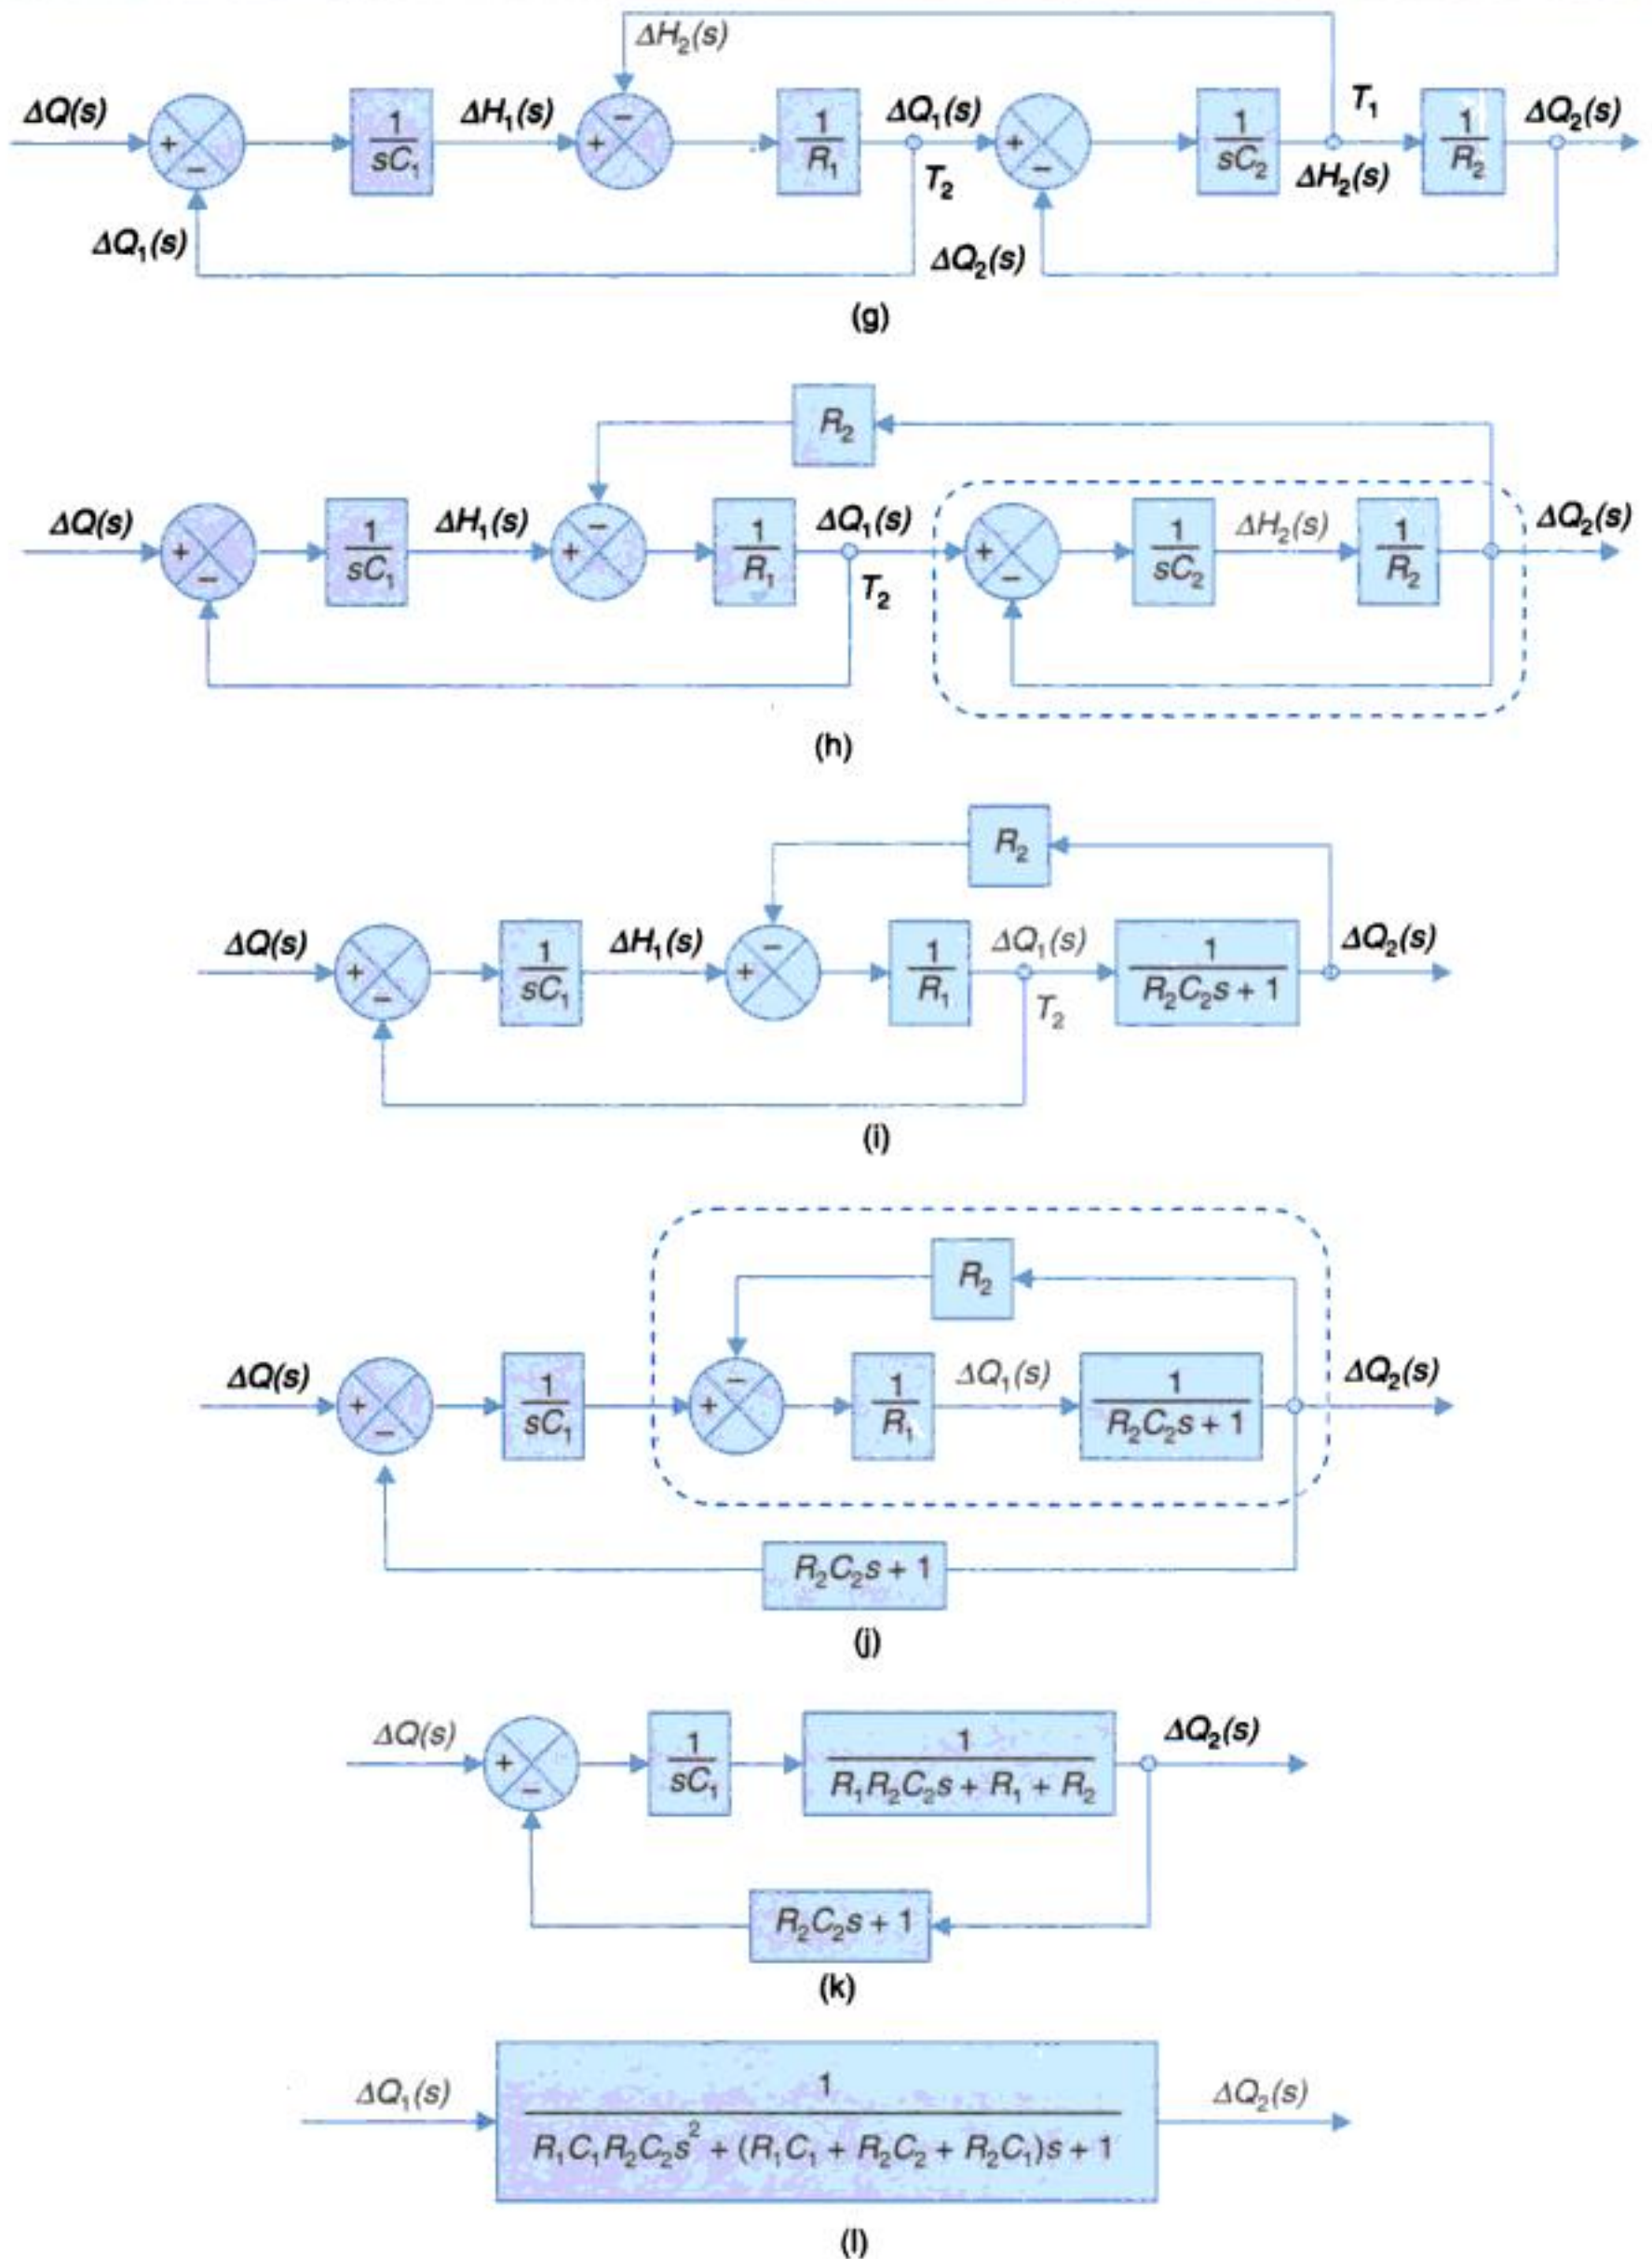 ΔH₂(s)
ΔQ(s) + − 1/sC₁ ΔH₁(s) + − 1/R₁ ΔQ₁(s) + − 1/sC₂ T₁ 1/R₂ ΔQ₂(s)
T₂ ΔH₂(s)
ΔQ₁(s) ΔQ₂(s)
(g)
R₂
ΔQ(s) + − 1/sC₁ ΔH₁(s) + − 1/R₁ ΔQ₁(s) + − 1/sC₂ ΔH₂(s) 1/R₂ ΔQ₂(s)
T₂
(h)
R₂
ΔQ(s) + − 1/sC₁ ΔH₁(s) + − 1/R₁ ΔQ₁(s) 1/(R₂C₂s + 1) ΔQ₂(s)
T₂
(i)
R₂
ΔQ(s) + − 1/sC₁ + − 1/R₁ ΔQ₁(s) 1/(R₂C₂s + 1) ΔQ₂(s)
R₂C₂s + 1
(j)
ΔQ(s) + − 1/sC₁ 1/(R₁R₂C₂s + R₁ + R₂) ΔQ₂(s)
R₂C₂s + 1
(k)
ΔQ₁(s) 1/(R₁C₁R₂C₂s² + (R₁C₁ + R₂C₂ + R₂C₁)s + 1) ΔQ₂(s)
(l)